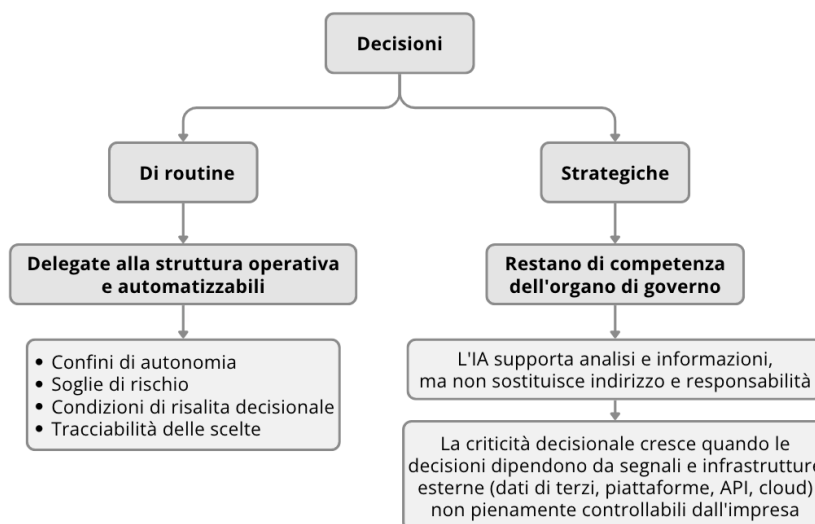 Decisioni
Di routine
Strategiche
Delegate alla struttura operativa
e automatizzabili
Restano di competenza
dell'organo di governo
• Confini di autonomia
• Soglie di rischio
• Condizioni di risalita decisionale
• Tracciabilità delle scelte
L'IA supporta analisi e informazioni,
ma non sostituisce indirizzo e responsabilità
La criticità decisionale cresce quando le
decisioni dipendono da segnali e infrastrutture
esterne (dati di terzi, piattaforme, API, cloud)
non pienamente controllabili dall'impresa